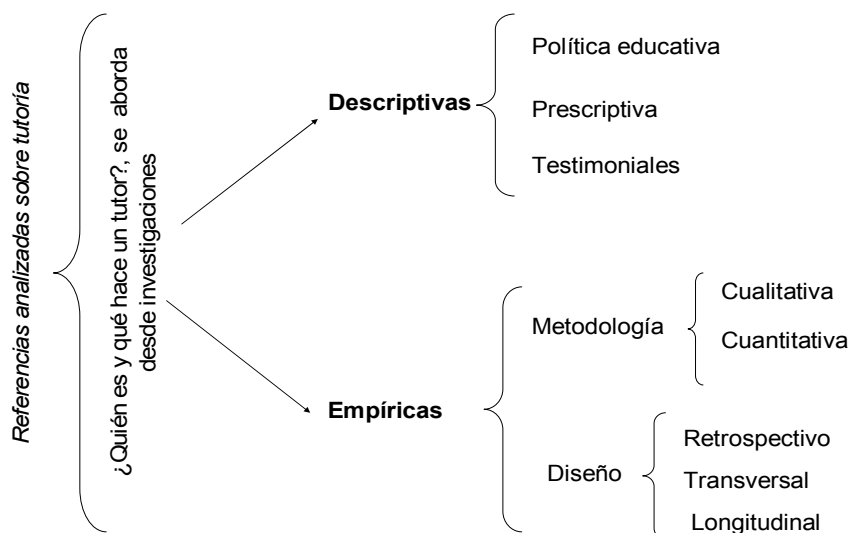 Referencias analizadas sobre tutoría
¿Quién es y qué hace un tutor?, se aborda
desde investigaciones
Descriptivas
Política educativa
Prescriptiva
Testimoniales
Empíricas
Metodología
Cualitativa
Cuantitativa
Diseño
Retrospectivo
Transversal
Longitudinal